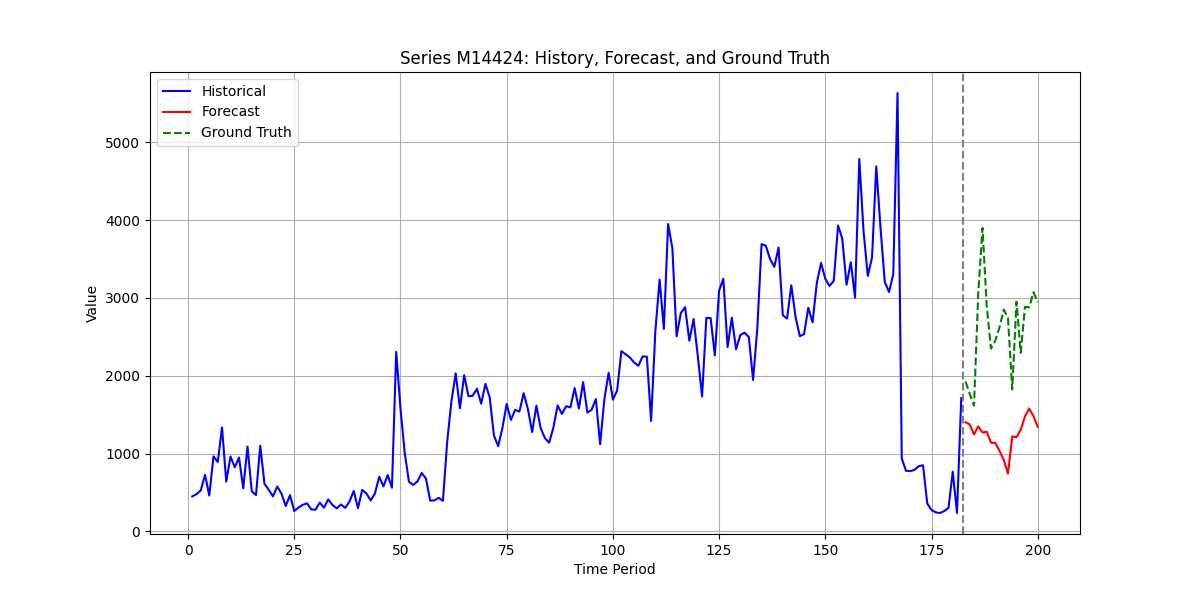 Series M14424: History, Forecast, and Ground Truth
Historical
Forecast
Ground Truth
Value
5000
4000
3000
2000
1000
0
0 25 50 75 100 125 150 175 200
Time Period